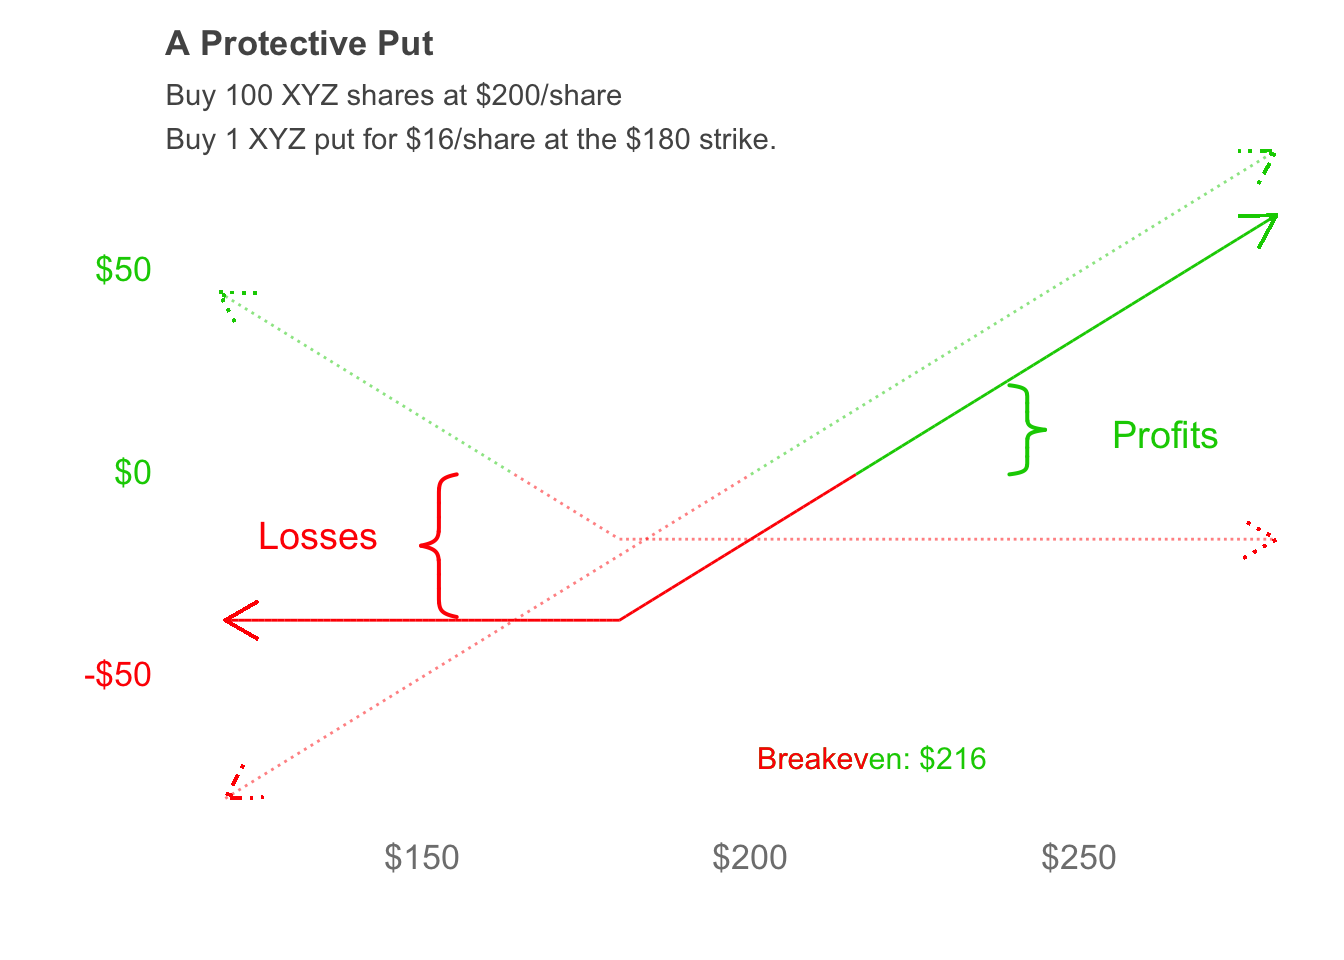 A Protective Put
Buy 100 XYZ shares at $200/share
Buy 1 XYZ put for $16/share at the $180 strike.
$50
$0
Profits
Losses
-$50
Breakeven: $216
$150
$200
$250